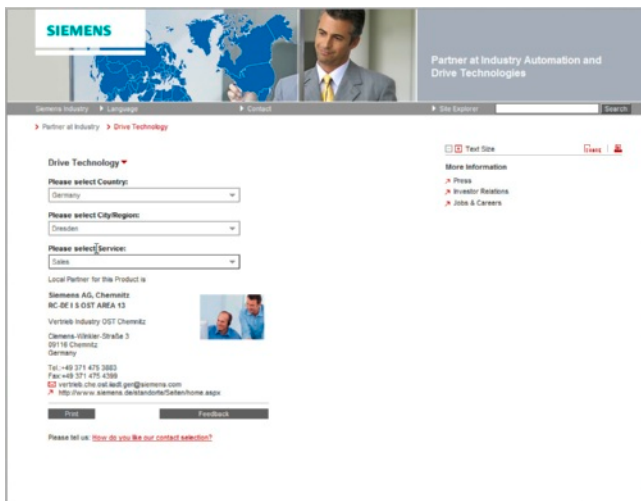 SIEMENS
Partner at Industry Automation and
Drive Technologies
Siemens Industry Language Contact Site Explorer Search
Partner at Industry Drive Technology
Text Size
Drive Technology
More Information
Please select Country:
Press
Germany
Investor Relations
Jobs & Careers
Please select City/Region:
Dresden
Please select Service:
Sales
Local Partner for this Product is
Siemens AG, Chemnitz
RC-DE I S OST AREA 13
Vertrieb Industry OST Chemnitz
Clemens-Winkler-Straße 3
09116 Chemnitz
Germany
Tel.:+49 371 475 3883
Fax:+49 371 475 4399
vertrieb.che.ost.iiadt.ger@siemens.com
http://www.siemens.de/standorte/Seiten/home.aspx
Print Feedback
Please tell us: How do you like our contact selection?